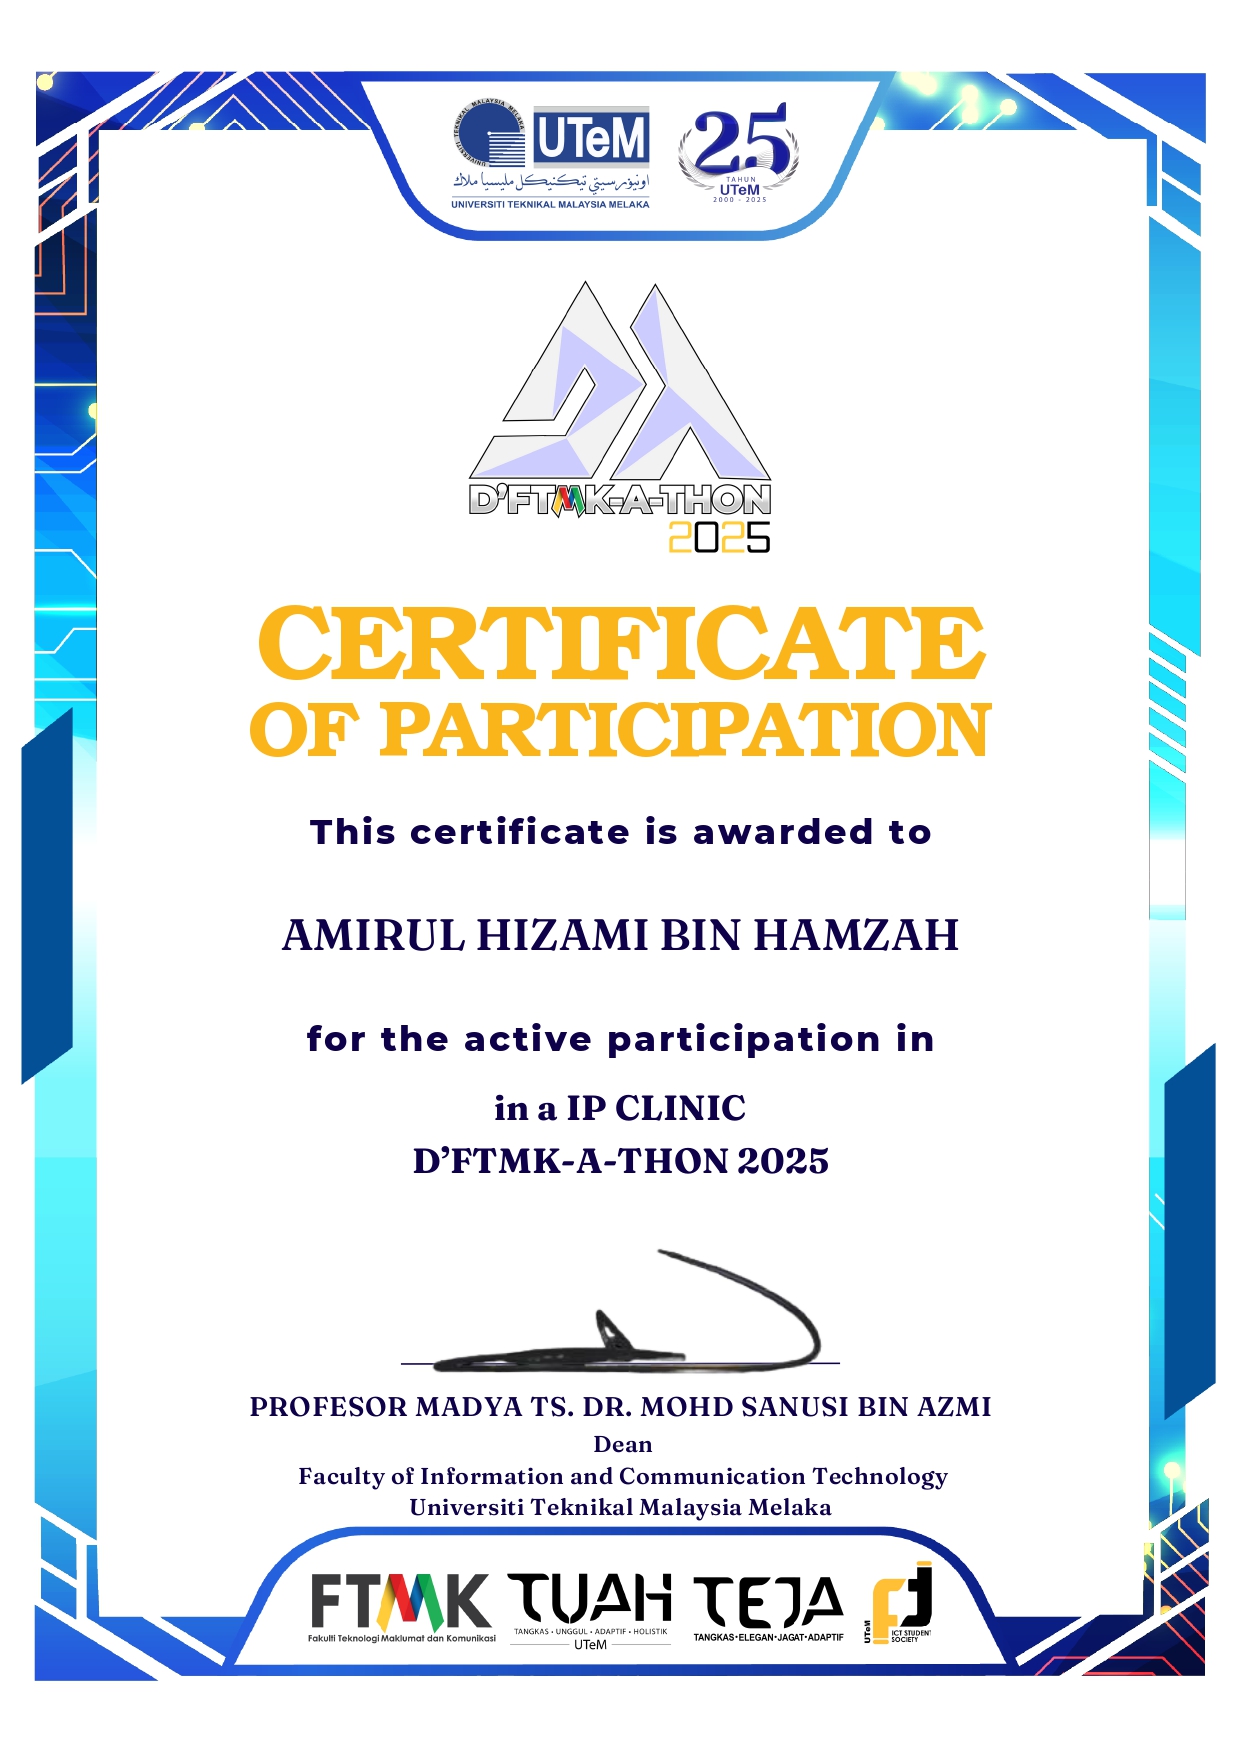 UNIVERSITI TEKNIKAL MALAYSIA MELAKA
UTeM
اونيۏرسيتي تيكنيكل مليسيا ملاك
UNIVERSITI TEKNIKAL MALAYSIA MELAKA
25
TAHUN
UTeM
2000 - 2025
D'FTMK-A-THON
2025
CERTIFICATE
OF PARTICIPATION
This certificate is awarded to
AMIRUL HIZAMI BIN HAMZAH
for the active participation in
in a IP CLINIC
D’FTMK-A-THON 2025
PROFESOR MADYA TS. DR. MOHD SANUSI BIN AZMI
Dean
Faculty of Information and Communication Technology
Universiti Teknikal Malaysia Melaka
FTMK
Fakulti Teknologi Maklumat dan Komunikasi
TUAH
TANGKAS • UNGGUL • ADAPTIF • HOLISTIK
UTeM
TEJA
TANGKAS•ELEGAN•JAGAT•ADAPTIF
UTeM
ICT STUDENT
SOCIETY